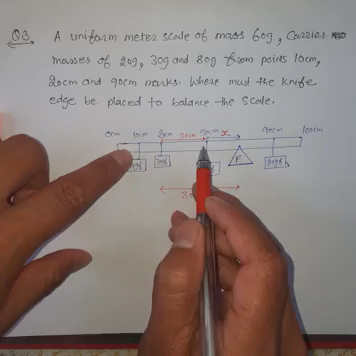 Q3. A uniform meter scale of mass 60g, Carries
masses of 20g, 30g and 80g from points 10cm,
20cm and 90cm marks. Where must the knife
edge be placed to balance the scale.
0cm 10cm 20cm 30cm 50cm x 90cm 100cm
30g F 80g